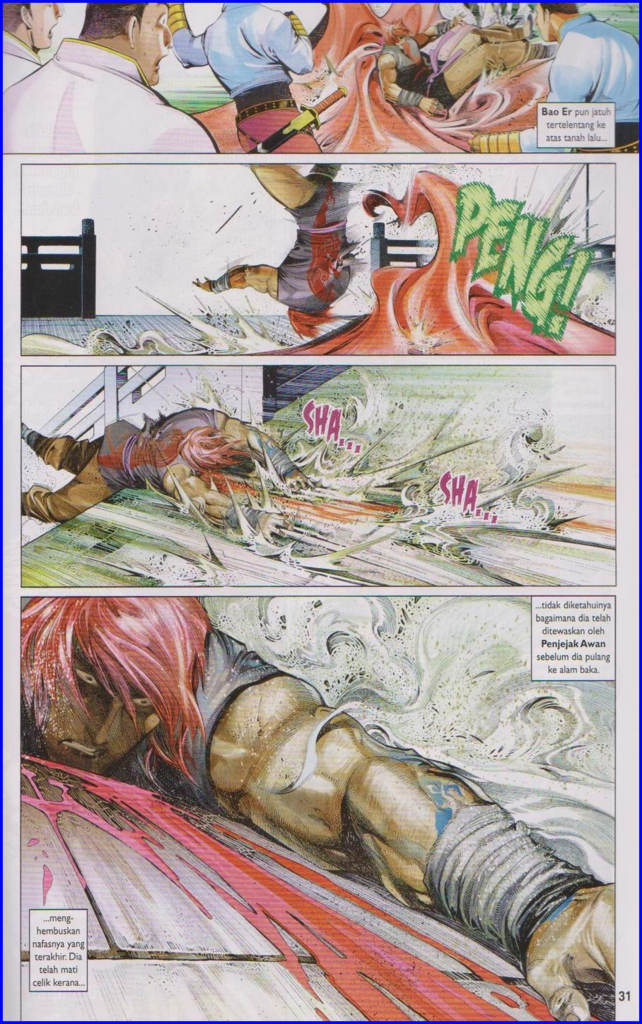 Bao Er pun jatuh
tertelentang ke
atas tanah lalu...
PENG!
SHA...
SHA...
...meng-
hembuskan
nafasnya yang
terakhir. Dia
telah mati
celik kerana...
...tidak diketahuinya
bagaimana dia telah
ditewaskan oleh
Penjejak Awan
sebelum dia pulang
ke alam baka.
31